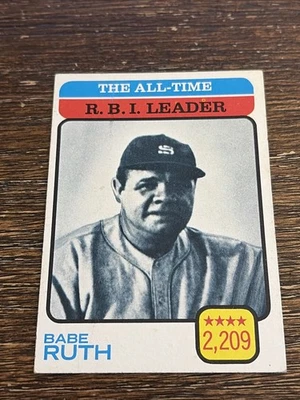 THE ALL-TIME
R. B. I. LEADER
S
BABE
RUTH
★★★★
2,209